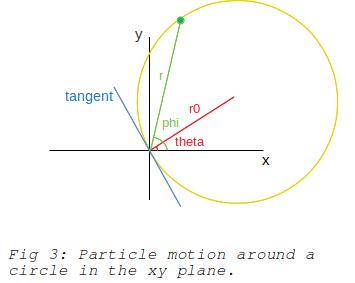 y
r
tangent
r0
phi
theta
x
Fig 3: Particle motion around a
circle in the xy plane.